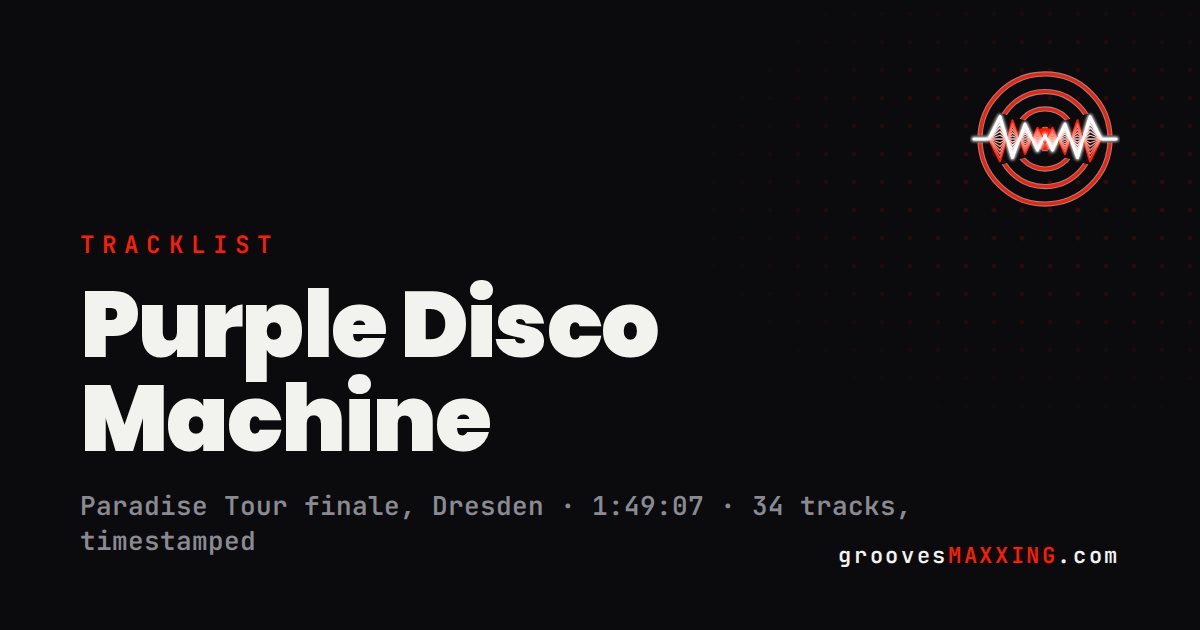 TRACKLIST
Purple Disco
Machine
Paradise Tour finale, Dresden · 1:49:07 · 34 tracks,
timestamped
groovesMAXXING.com